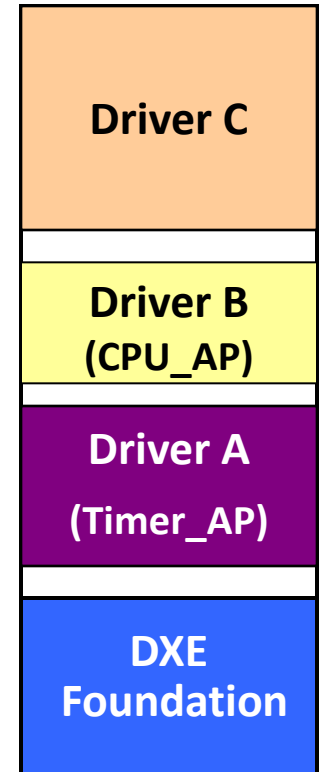 Driver C
Driver B
(CPU_AP)
Driver A
(Timer_AP)
DXE
Foundation